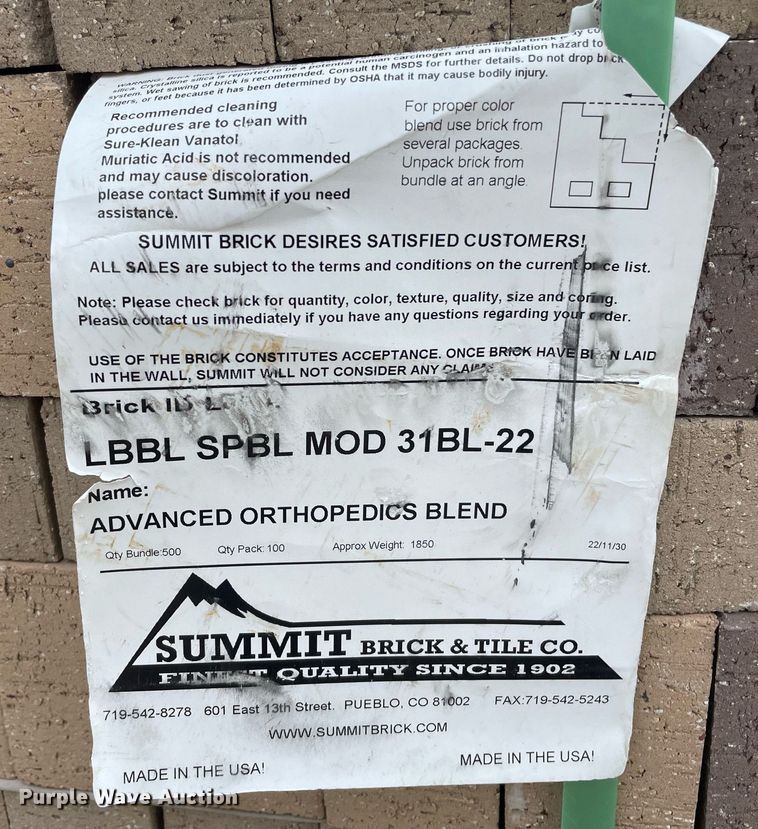 WARNING: Brick
silica. Crystalline silica is reported to be a potential human carcinogen and an inhalation hazard to
system. Wet sawing of brick is recommended. Consult the MSDS for further details. Do not drop brick
fingers, or feet because it has been determined by OSHA that it may cause bodily injury.
Recommended cleaning
procedures are to clean with
Sure-Klean Vanatol
Muriatic Acid is not recommended
and may cause discoloration.
please contact Summit if you need
assistance.
For proper color
blend use brick from
several packages.
Unpack brick from
bundle at an angle.
SUMMIT BRICK DESIRES SATISFIED CUSTOMERS!
ALL SALES are subject to the terms and conditions on the current price list.
Note: Please check brick for quantity, color, texture, quality, size and coring.
Please contact us immediately if you have any questions regarding your order.
USE OF THE BRICK CONSTITUTES ACCEPTANCE. ONCE BRICK HAVE BEEN LAID
IN THE WALL, SUMMIT WILL NOT CONSIDER ANY CLAIMS
Brick ID
LBBL SPBL MOD 31BL-22
Name:
ADVANCED ORTHOPEDICS BLEND
Qty Bundle:500 Qty Pack: 100 Approx Weight: 1850 22/11/30
SUMMIT BRICK & TILE CO.
FINEST QUALITY SINCE 1902
719-542-8278 601 East 13th Street. PUEBLO, CO 81002 FAX:719-542-5243
WWW.SUMMITBRICK.COM
MADE IN THE USA! MADE IN THE USA!
Purple Wave Auction